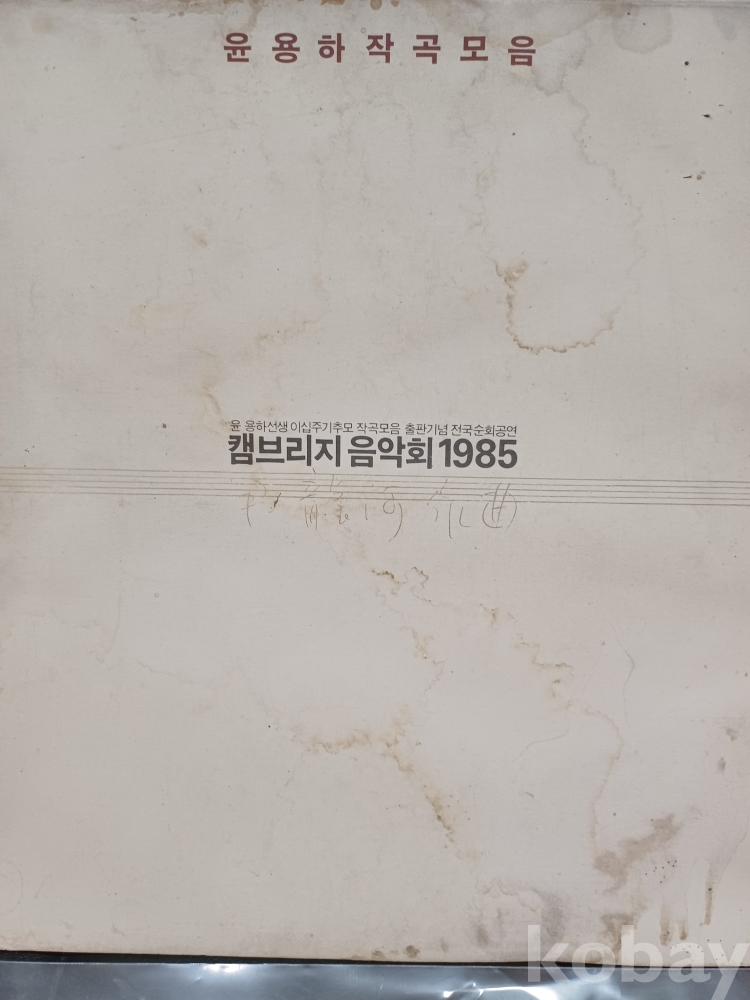 윤용하작곡모음
윤 용하선생 이십주기추모 작곡모음 출판기념 전국순회공연
캠브리지 음악회 1985
kobay